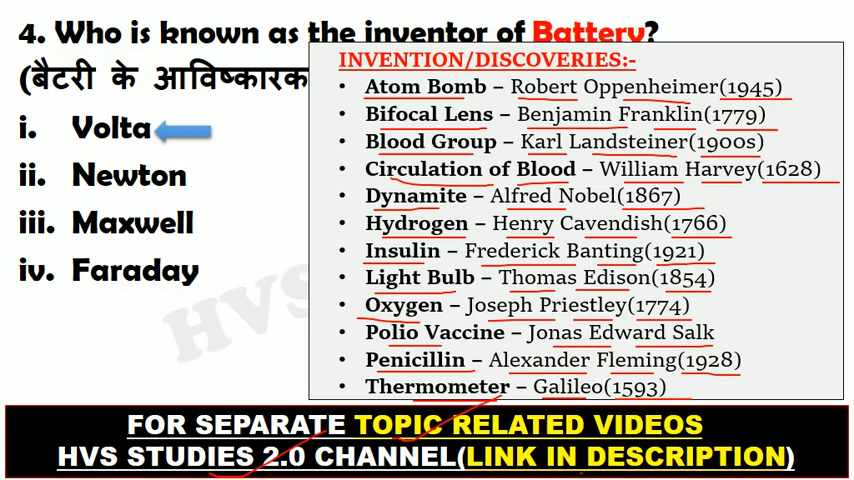 4. Who is known as the inventor of Battery?
(बैटरी के आविष्कारक
i. Volta
ii. Newton
iii. Maxwell
iv. Faraday
INVENTION/DISCOVERIES:-
• Atom Bomb – Robert Oppenheimer(1945)
• Bifocal Lens – Benjamin Franklin(1779)
• Blood Group – Karl Landsteiner(1900s)
• Circulation of Blood – William Harvey(1628)
• Dynamite – Alfred Nobel(1867)
• Hydrogen – Henry Cavendish(1766)
• Insulin – Frederick Banting(1921)
• Light Bulb – Thomas Edison(1854)
• Oxygen – Joseph Priestley(1774)
• Polio Vaccine – Jonas Edward Salk
• Penicillin – Alexander Fleming(1928)
• Thermometer – Galileo(1593)
HVS
FOR SEPARATE TOPIC RELATED VIDEOS
HVS STUDIES 2.0 CHANNEL(LINK IN DESCRIPTION)